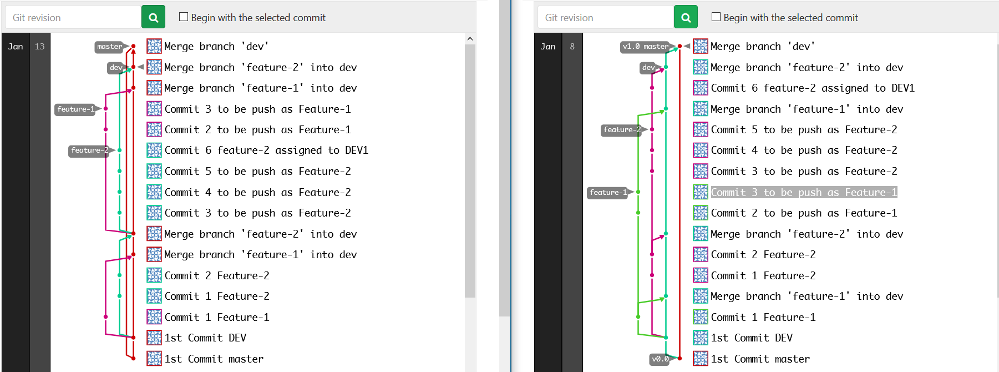 Git revision
Begin with the selected commit
Jan 13
master Merge branch 'dev'
dev Merge branch 'feature-2' into dev
Merge branch 'feature-1' into dev
feature-1 Commit 3 to be push as Feature-1
Commit 2 to be push as Feature-1
feature-2 Commit 6 feature-2 assigned to DEV1
Commit 5 to be push as Feature-2
Commit 4 to be push as Feature-2
Commit 3 to be push as Feature-2
Merge branch 'feature-2' into dev
Merge branch 'feature-1' into dev
Commit 2 Feature-2
Commit 1 Feature-2
Commit 1 Feature-1
1st Commit DEV
1st Commit master
Git revision
Begin with the selected commit
Jan 8
v1.0 master Merge branch 'dev'
dev Merge branch 'feature-2' into dev
Commit 6 feature-2 assigned to DEV1
Merge branch 'feature-1' into dev
feature-2 Commit 5 to be push as Feature-2
Commit 4 to be push as Feature-2
Commit 3 to be push as Feature-2
feature-1 Commit 3 to be push as Feature-1
Commit 2 to be push as Feature-1
Merge branch 'feature-2' into dev
Commit 2 Feature-2
Commit 1 Feature-2
Merge branch 'feature-1' into dev
Commit 1 Feature-1
1st Commit DEV
v0.0 1st Commit master